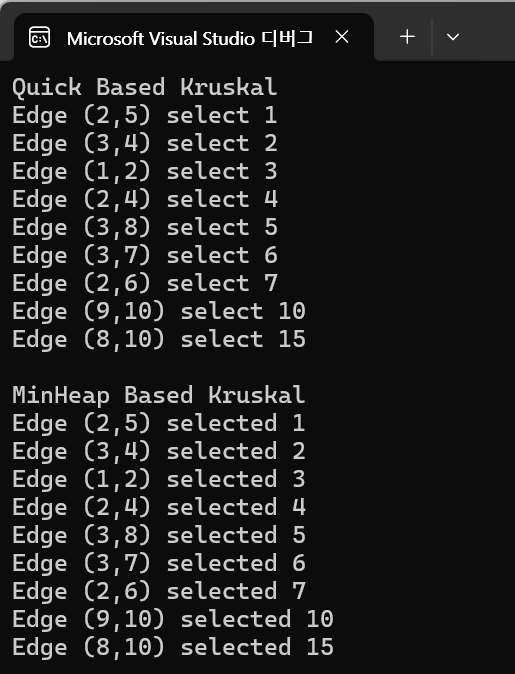 Microsoft Visual Studio 디버그
Quick Based Kruskal
Edge (2,5) select 1
Edge (3,4) select 2
Edge (1,2) select 3
Edge (2,4) select 4
Edge (3,8) select 5
Edge (3,7) select 6
Edge (2,6) select 7
Edge (9,10) select 10
Edge (8,10) select 15
MinHeap Based Kruskal
Edge (2,5) selected 1
Edge (3,4) selected 2
Edge (1,2) selected 3
Edge (2,4) selected 4
Edge (3,8) selected 5
Edge (3,7) selected 6
Edge (2,6) selected 7
Edge (9,10) selected 10
Edge (8,10) selected 15